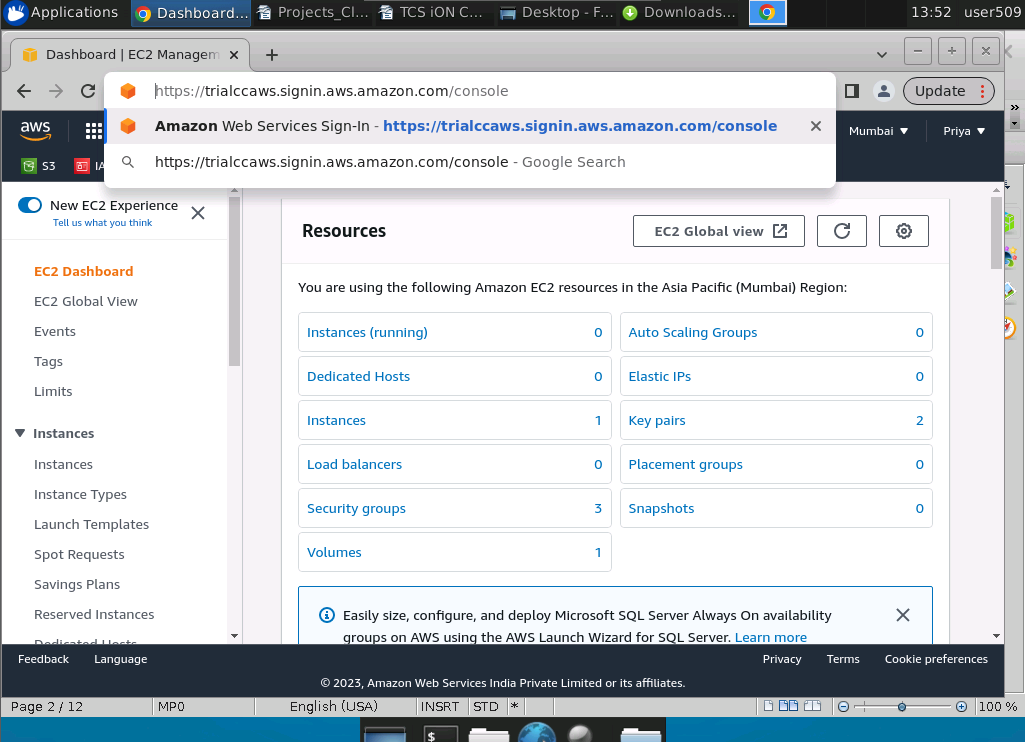 Applications Dashboard... Projects_Cl... TCS iON C... Desktop - F... Downloads... 13:52 user509
Dashboard | EC2 Managem
https://trialccaws.signin.aws.amazon.com/console
Update
Amazon Web Services Sign-In - https://trialccaws.signin.aws.amazon.com/console
https://trialccaws.signin.aws.amazon.com/console - Google Search
aws Mumbai Priya
S3 IA
New EC2 Experience
Tell us what you think
EC2 Dashboard
EC2 Global View
Events
Tags
Limits
Instances
Instances
Instance Types
Launch Templates
Spot Requests
Savings Plans
Reserved Instances
Dedicated Hosts
Resources
EC2 Global view
You are using the following Amazon EC2 resources in the Asia Pacific (Mumbai) Region:
Instances (running) 0 Auto Scaling Groups 0
Dedicated Hosts 0 Elastic IPs 0
Instances 1 Key pairs 2
Load balancers 0 Placement groups 0
Security groups 3 Snapshots 0
Volumes 1
Easily size, configure, and deploy Microsoft SQL Server Always On availability
groups on AWS using the AWS Launch Wizard for SQL Server. Learn more
Feedback Language Privacy Terms Cookie preferences
© 2023, Amazon Web Services India Private Limited or its affiliates.
Page 2 / 12 MP0 English (USA) INSRT STD * 100 %
$